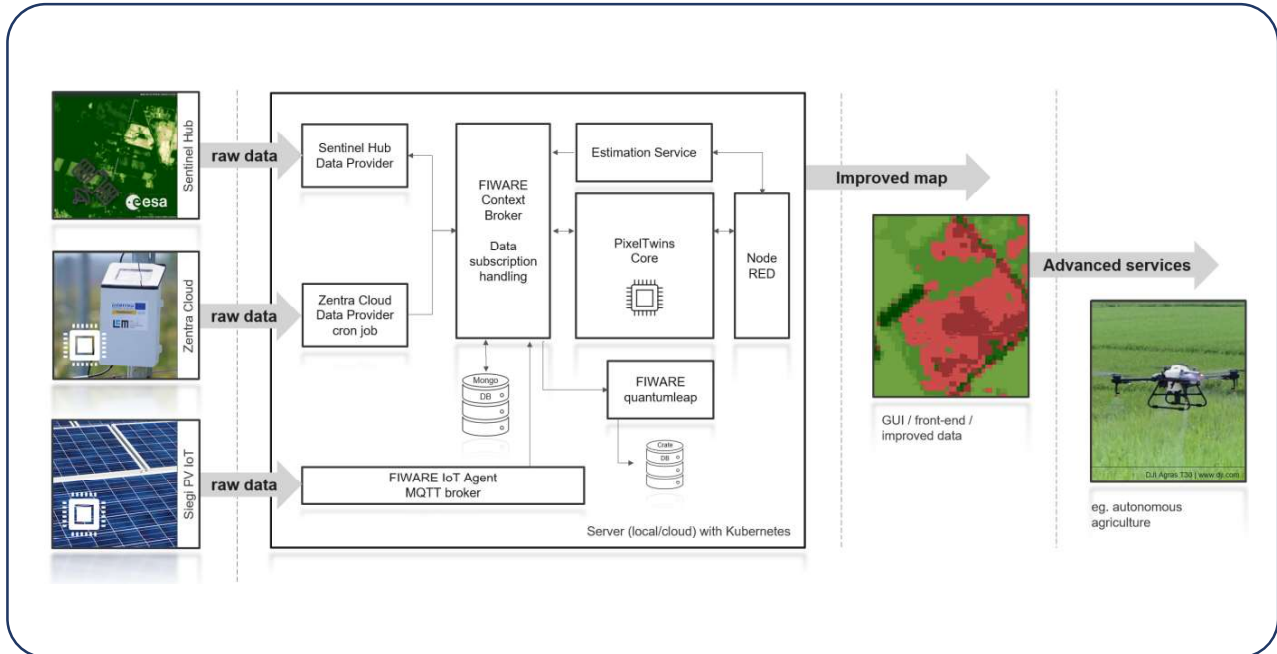 Sentinel Hub
esa
raw data
Zentra Cloud
raw data
Siegi PV IoT
raw data
Sentinel Hub
Data Provider
Zentra Cloud
Data Provider
cron job
FIWARE
Context
Broker
Data
subscription
handling
Estimation Service
PixelTwins
Core
Node
RED
Mongo
DB
FIWARE
quantumleap
Crate
DB
FIWARE IoT Agent
MQTT broker
Server (local/cloud) with Kubernetes
Improved map
GUI / front-end /
improved data
Advanced services
DJI Agras T30 | www.dji.com
eg. autonomous
agriculture